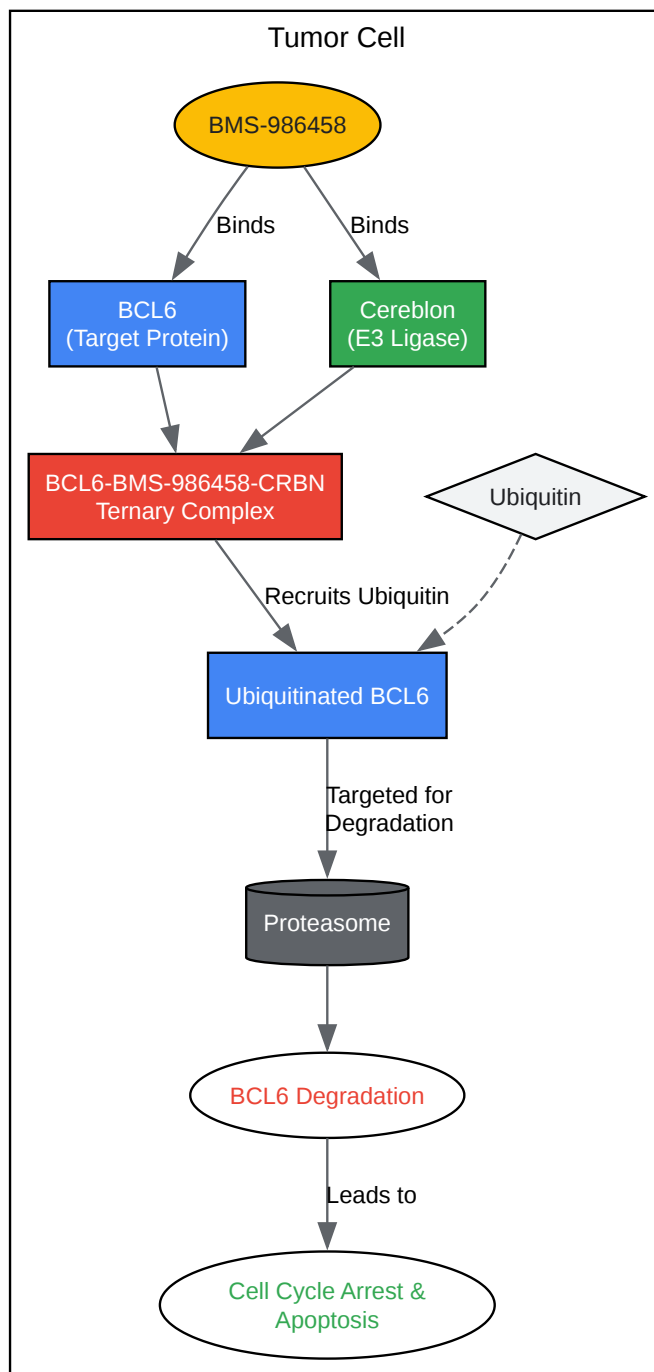 Tumor Cell
BMS-986458
Binds
Binds
BCL6
(Target Protein)
Cereblon
(E3 Ligase)
BCL6-BMS-986458-CRBN
Ternary Complex
Ubiquitin
Recruits Ubiquitin
Ubiquitinated BCL6
Targeted for
Degradation
Proteasome
BCL6 Degradation
Leads to
Cell Cycle Arrest &
Apoptosis